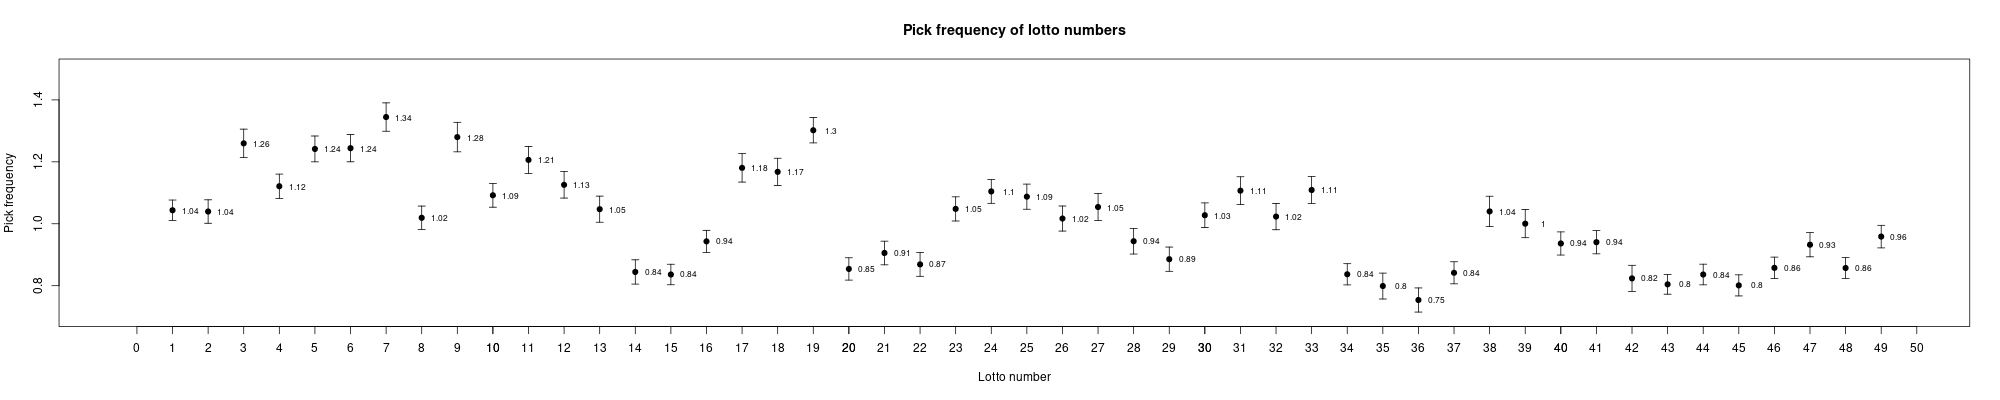 Pick frequency of lotto numbers
Pick frequency
1.4
1.2
1.0
0.8
1.04 1.04 1.26 1.12 1.24 1.24 1.34 1.02 1.28 1.09 1.21 1.13 1.05 0.84 0.84 0.94 1.18 1.17 1.3 0.85 0.91 0.87 1.05 1.1 1.09 1.02 1.05 0.94 0.89 1.03 1.11 1.02 1.11 0.84 0.8 0.75 0.84 1.04 1 0.94 0.94 0.82 0.8 0.84 0.8 0.86 0.93 0.86 0.96
0 1 2 3 4 5 6 7 8 9 10 11 12 13 14 15 16 17 18 19 20 21 22 23 24 25 26 27 28 29 30 31 32 33 34 35 36 37 38 39 40 41 42 43 44 45 46 47 48 49 50
Lotto number